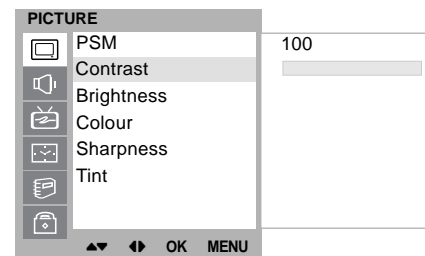 PICTURE
PSM
100
Contrast
Brightness
Colour
Sharpness
Tint
▲▼ ◀▶ OK MENU